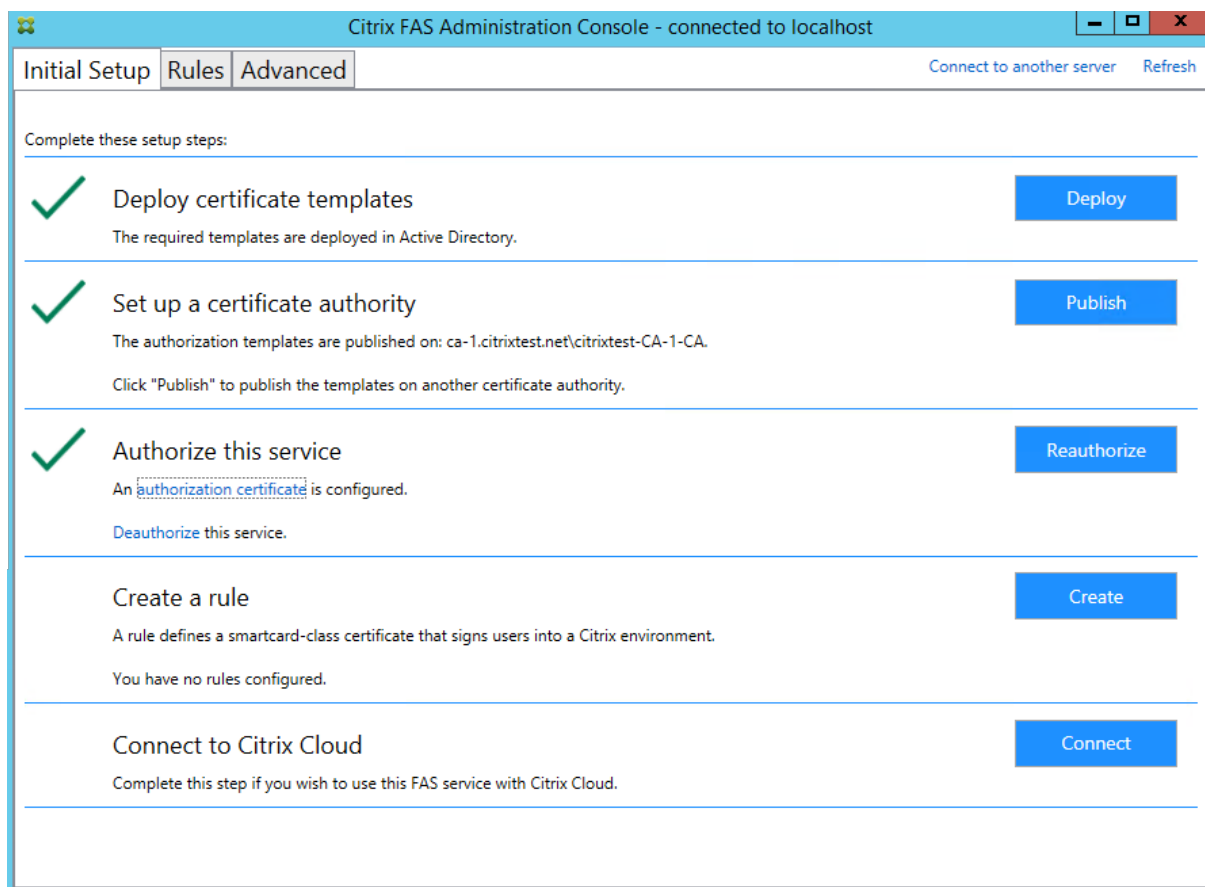 Citrix FAS Administration Console - connected to localhost
Initial Setup Rules Advanced Connect to another server Refresh
Complete these setup steps:
Deploy certificate templates Deploy
The required templates are deployed in Active Directory.
Set up a certificate authority Publish
The authorization templates are published on: ca-1.citrixtest.net\citrixtest-CA-1-CA.
Click "Publish" to publish the templates on another certificate authority.
Authorize this service Reauthorize
An authorization certificate is configured.
Deauthorize this service.
Create a rule Create
A rule defines a smartcard-class certificate that signs users into a Citrix environment.
You have no rules configured.
Connect to Citrix Cloud Connect
Complete this step if you wish to use this FAS service with Citrix Cloud.